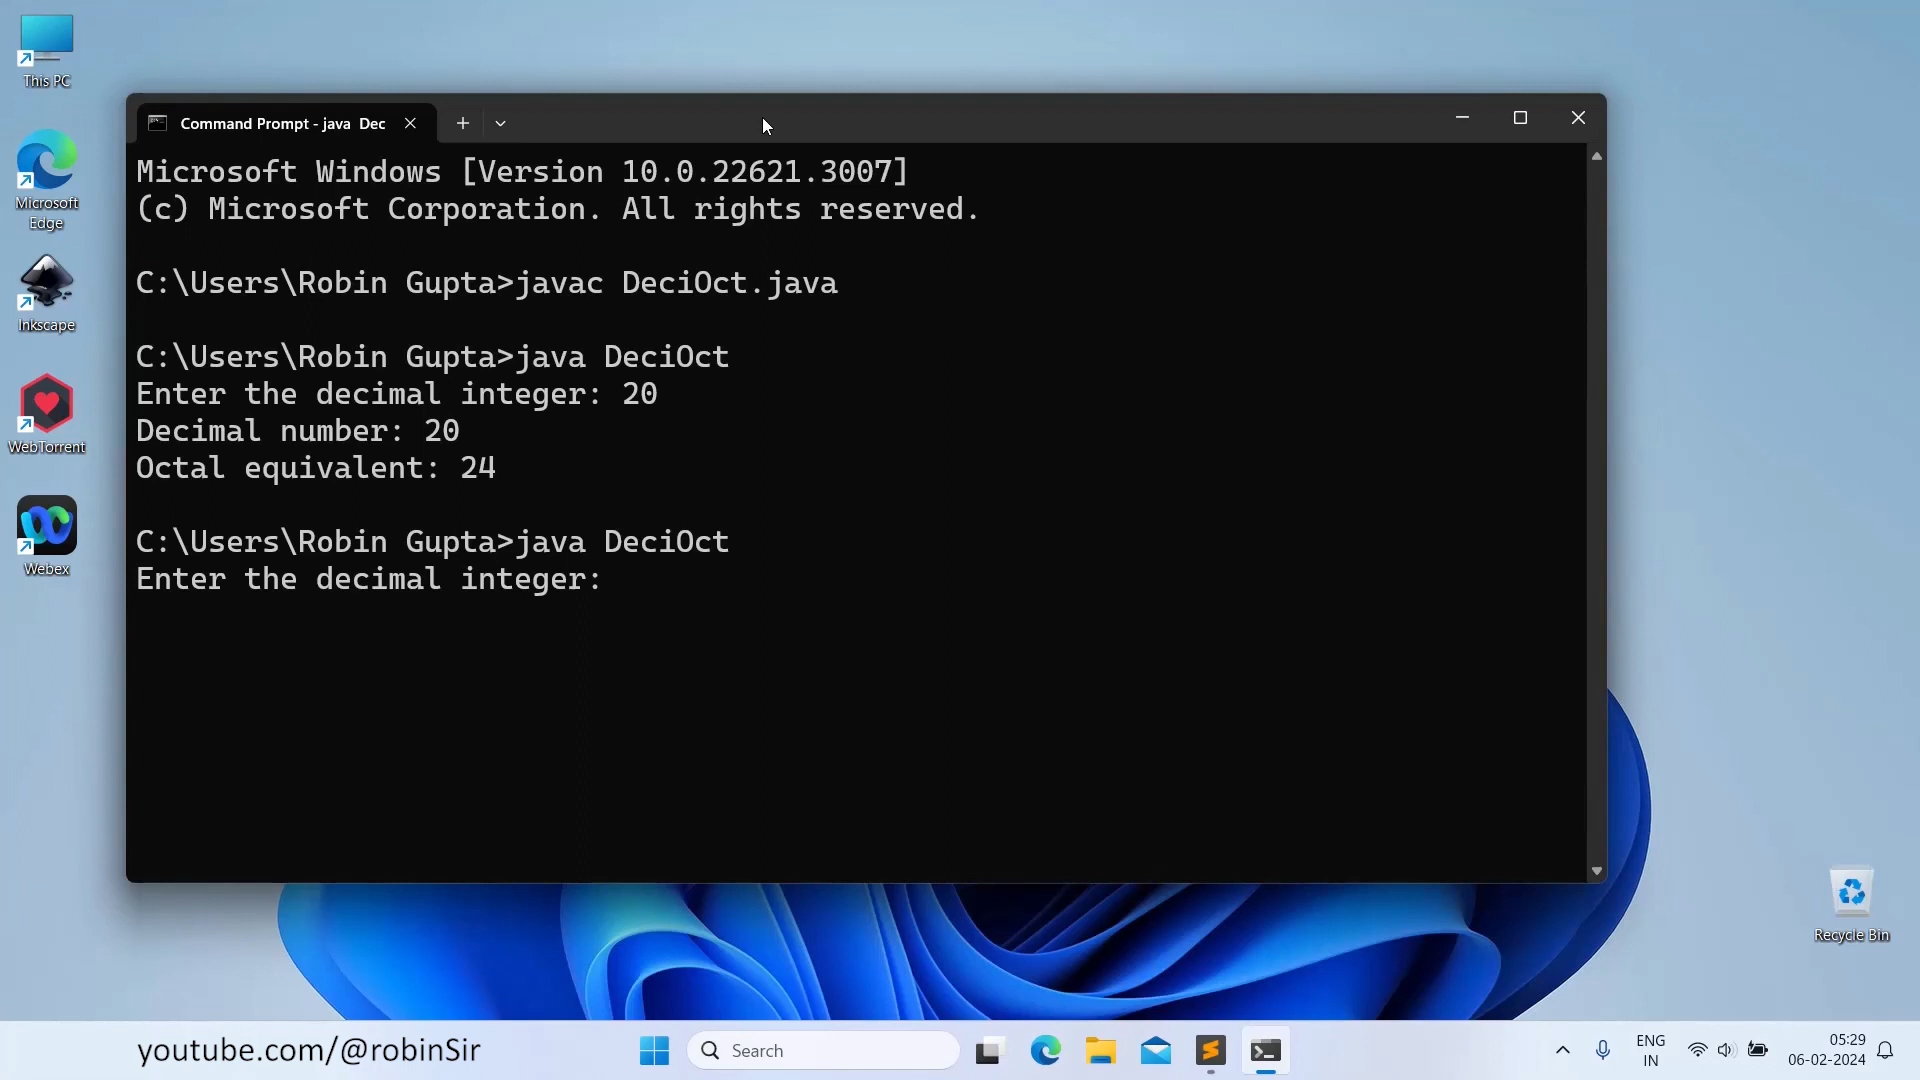 This PC
Microsoft
Edge
Inkscape
WebTorrent
Webex
Command Prompt - java  Dec
Microsoft Windows [Version 10.0.22621.3007]
(c) Microsoft Corporation. All rights reserved.
C:\Users\Robin Gupta>javac DeciOct.java
C:\Users\Robin Gupta>java DeciOct
Enter the decimal integer: 20
Decimal number: 20
Octal equivalent: 24
C:\Users\Robin Gupta>java DeciOct
Enter the decimal integer:
Recycle Bin
youtube.com/@robinSir
Search
ENG
IN
05:29
06-02-2024